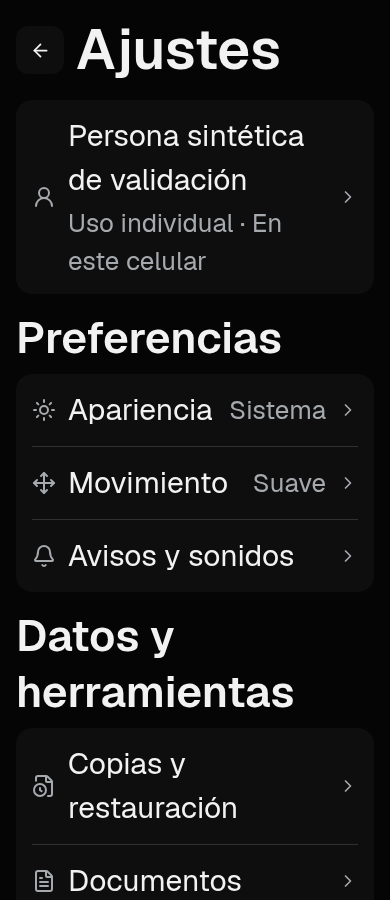 Ajustes
Persona sintética
de validación
Uso individual · En
este celular
Preferencias
Apariencia Sistema
Movimiento Suave
Avisos y sonidos
Datos y
herramientas
Copias y
restauración
Documentos